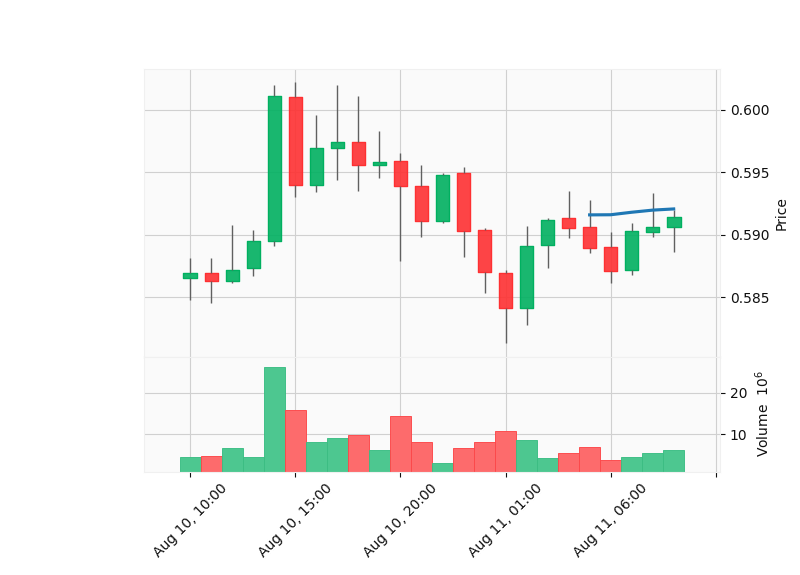 0.600
0.595
0.590
0.585
Price
20
10
Volume 10^6
Aug 10, 10:00
Aug 10, 15:00
Aug 10, 20:00
Aug 11, 01:00
Aug 11, 06:00